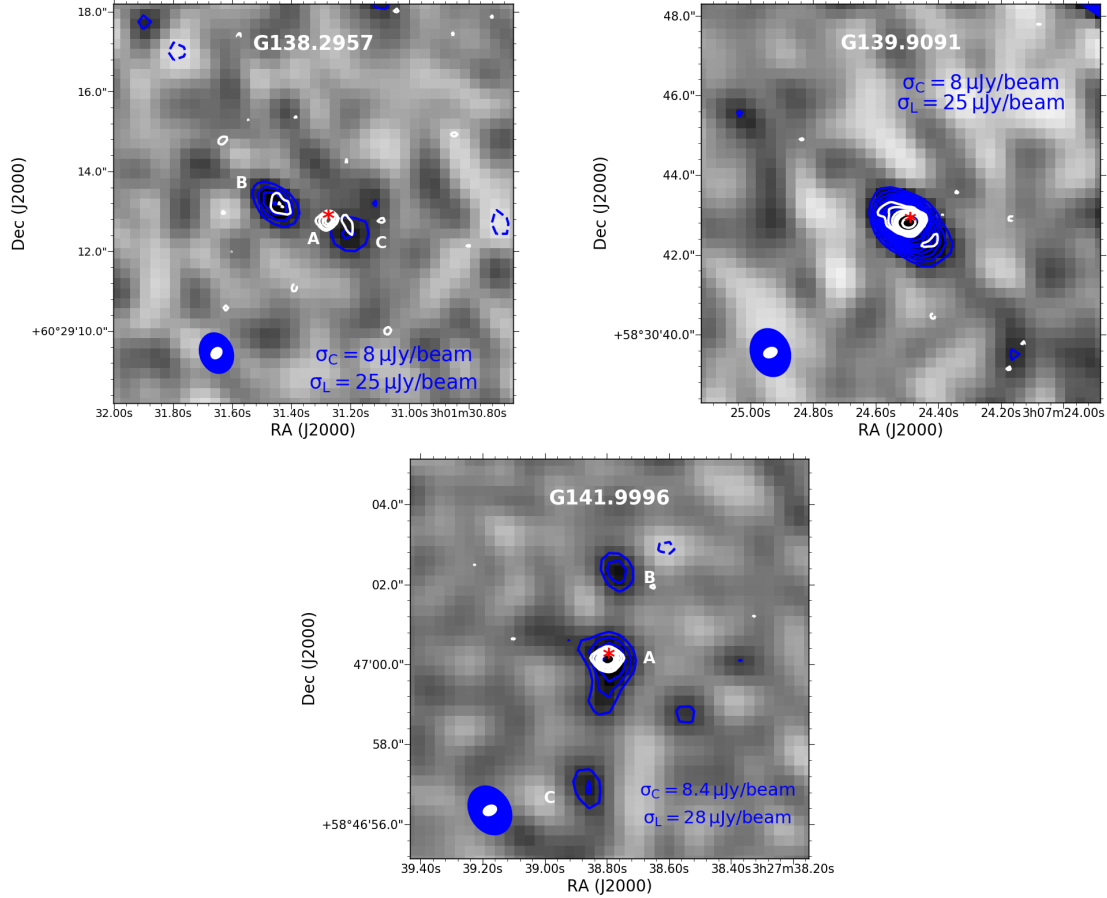 G138.2957
18.0"
16.0"
14.0"
12.0"
+60°29'10.0"
Dec (J2000)
B
A
C
σC = 8 μJy/beam
σL = 25 μJy/beam
32.00s 31.80s 31.60s 31.40s 31.20s 31.00s 3h01m30.80s
RA (J2000)
G139.9091
σC = 8 μJy/beam
σL = 25 μJy/beam
48.0"
46.0"
44.0"
42.0"
+58°30'40.0"
Dec (J2000)
25.00s 24.80s 24.60s 24.40s 24.20s 3h07m24.00s
RA (J2000)
G141.9996
04.0"
02.0"
47'00.0"
58.0"
+58°46'56.0"
Dec (J2000)
B
A
C
σC = 8.4 μJy/beam
σL = 28 μJy/beam
39.40s 39.20s 39.00s 38.80s 38.60s 38.40s 3h27m38.20s
RA (J2000)